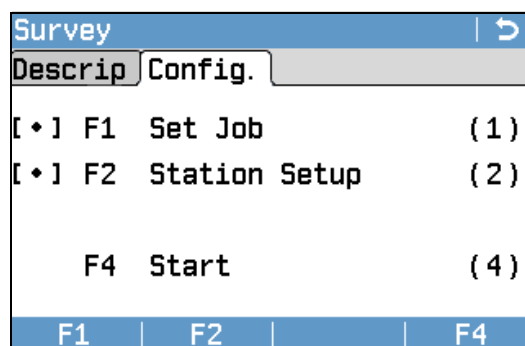 Survey
Descrip Config.
[•] F1 Set Job (1)
[•] F2 Station Setup (2)
F4 Start (4)
F1 F2 F4